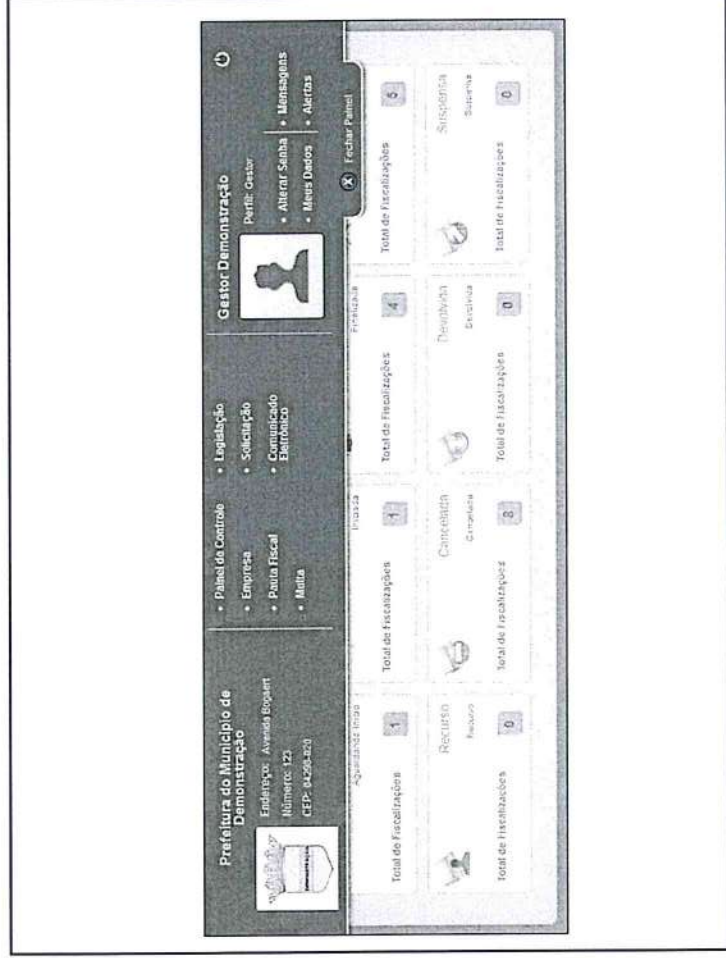 Prefeitura do Município de
Demonstração
Endereço: Avenida Bogaert
Número: 123
CEP: 04298-020
• Painel de Controle
• Empresa
• Pauta Fiscal
• Multa
• Legislação
• Solicitação
• Comunicado
Eletrônico
Gestor Demonstração
Perfil: Gestor
• Alterar Senha
• Meus Dados
• Mensagens
• Alertas
Fechar Painel
Aguardando Início
Total de Fiscalizações
1
Iniciada
Total de Fiscalizações
1
Finalizada
Total de Fiscalizações
4
Total de Fiscalizações
Recurso
Recurso
Total de Fiscalizações
0
Cancelada
Cancelada
Total de Fiscalizações
Devolvida
Devolvida
Total de Fiscalizações
0
Suspensa
Suspensa
Total de Fiscalizações
0